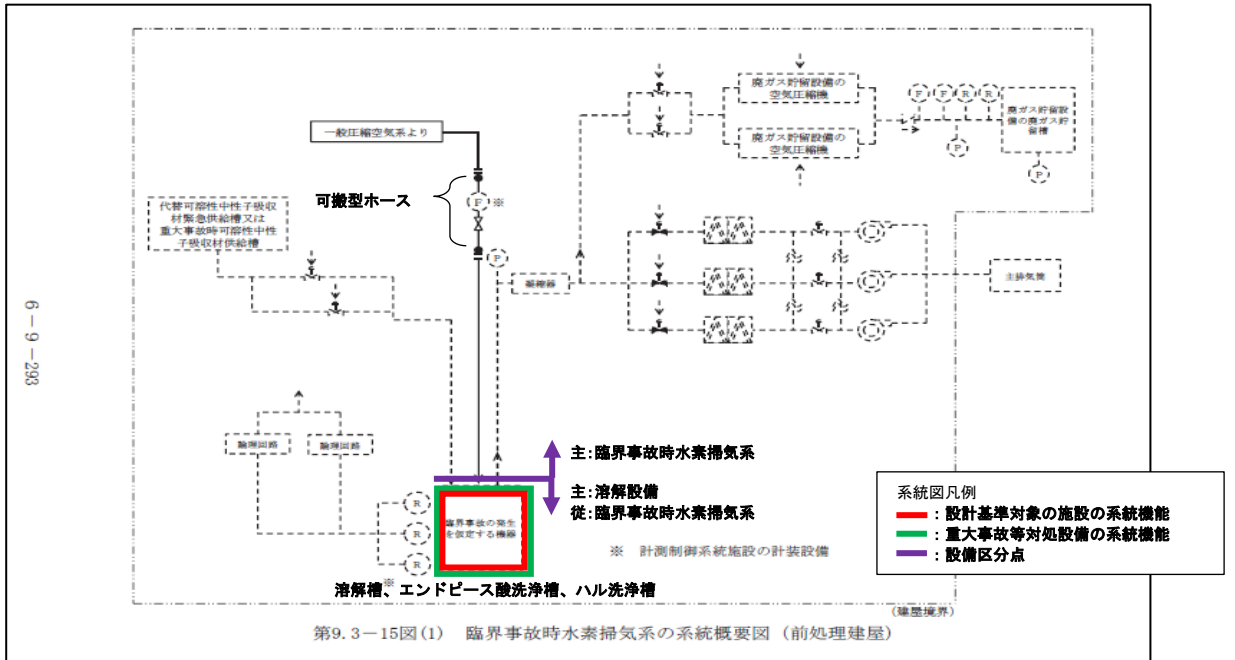 廃ガス貯留設備の
空気圧縮機
F F R R
廃ガス貯留設
備の廃ガス貯
留槽
一般圧縮空気系より
廃ガス貯留設備の
空気圧縮機
P
P
可搬型ホース
F ※
代替可溶性中性子吸収
材緊急供給槽又は
重大事故時可溶性中性
子吸収材供給槽
P
凝縮器
主排気筒
6-9-293
論理回路
論理回路
主:臨界事故時水素掃気系
主:溶解設備
従:臨界事故時水素掃気系
R
R
R
※
臨界事故の発生
を仮定する機器
※ 計測制御系統施設の計装設備
溶解槽、エンドピース酸洗浄槽、ハル洗浄槽
系統図凡例
:設計基準対象の施設の系統機能
:重大事故等対処設備の系統機能
:設備区分点
(建屋境界)
第9.3-15図(1) 臨界事故時水素掃気系の系統概要図(前処理建屋)